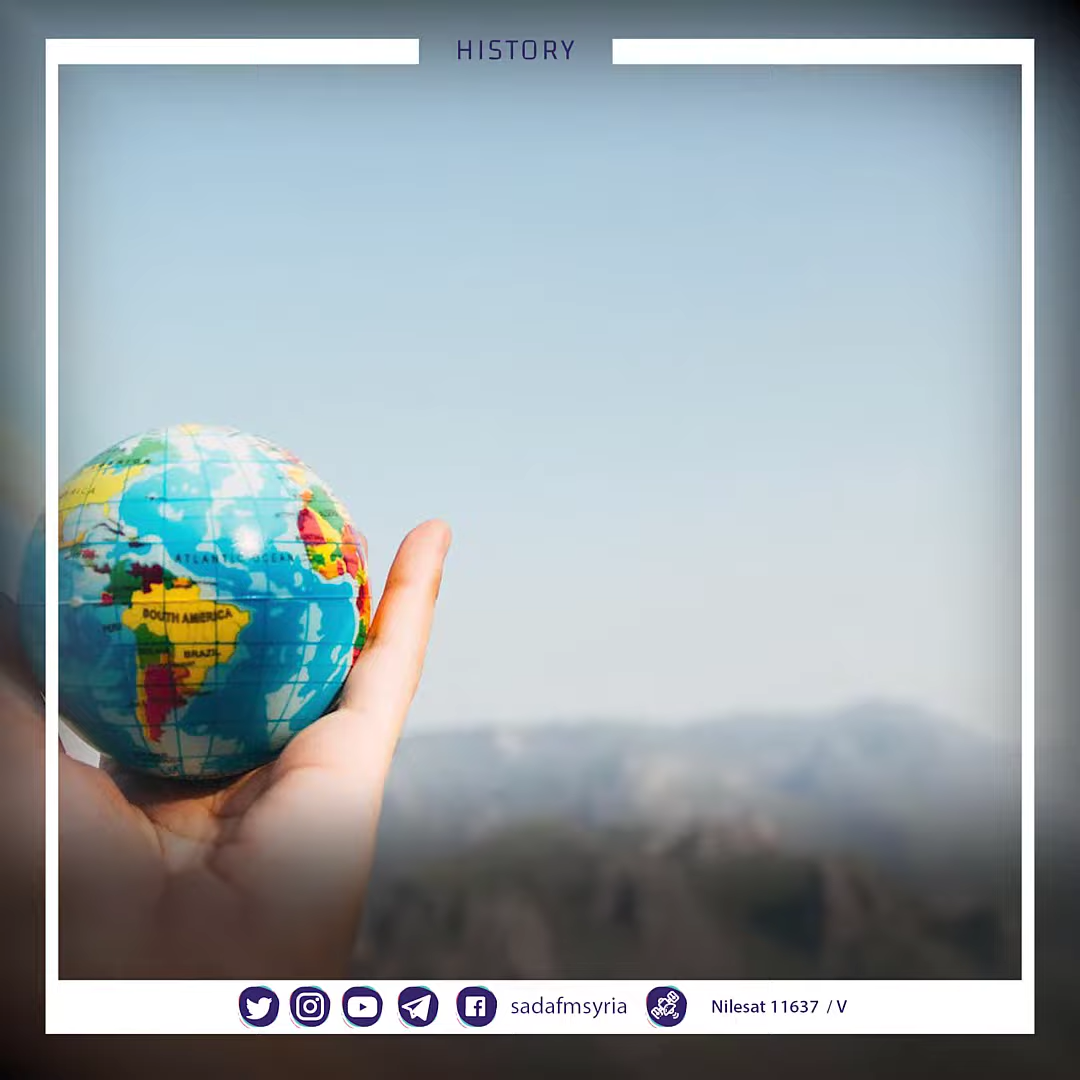 HISTORY
ATLANTIC OCEAN
SOUTH AMERICA
BRAZIL
sadafmsyria
Nilesat 11637 / V